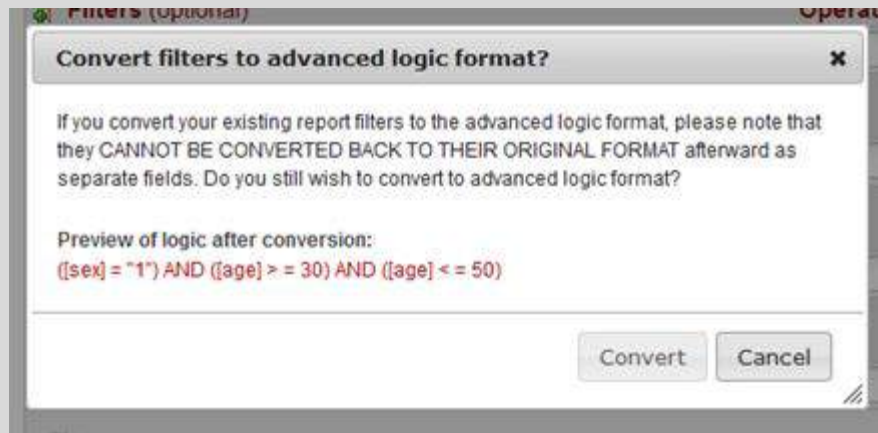 Filters (optional) Operat
Convert filters to advanced logic format? ✖
If you convert your existing report filters to the advanced logic format, please note that
they CANNOT BE CONVERTED BACK TO THEIR ORIGINAL FORMAT afterward as
separate fields. Do you still wish to convert to advanced logic format?
Preview of logic after conversion:
([sex] = "1") AND ([age] > = 30) AND ([age] < = 50)
Convert Cancel